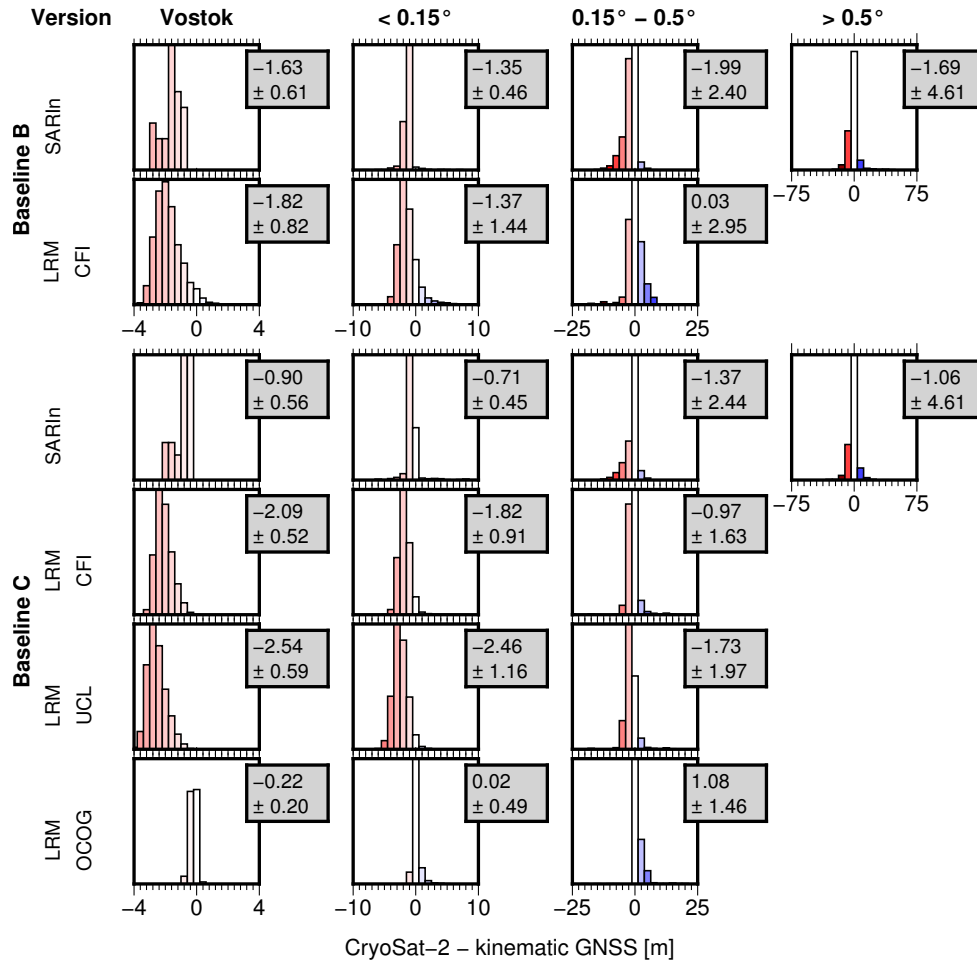 Version Vostok < 0.15° 0.15° − 0.5° > 0.5°
Baseline B
SARIn
−1.63
± 0.61
−1.35
± 0.46
−1.99
± 2.40
−1.69
± 4.61
−75 0 75
LRM
CFI
−1.82
± 0.82
−1.37
± 1.44
0.03
± 2.95
−4 0 4
−10 0 10
−25 0 25
Baseline C
SARIn
−0.90
± 0.56
−0.71
± 0.45
−1.37
± 2.44
−1.06
± 4.61
−75 0 75
LRM
CFI
−2.09
± 0.52
−1.82
± 0.91
−0.97
± 1.63
LRM
UCL
−2.54
± 0.59
−2.46
± 1.16
−1.73
± 1.97
LRM
OCOG
−0.22
± 0.20
0.02
± 0.49
1.08
± 1.46
−4 0 4
−10 0 10
−25 0 25
CryoSat−2 − kinematic GNSS [m]